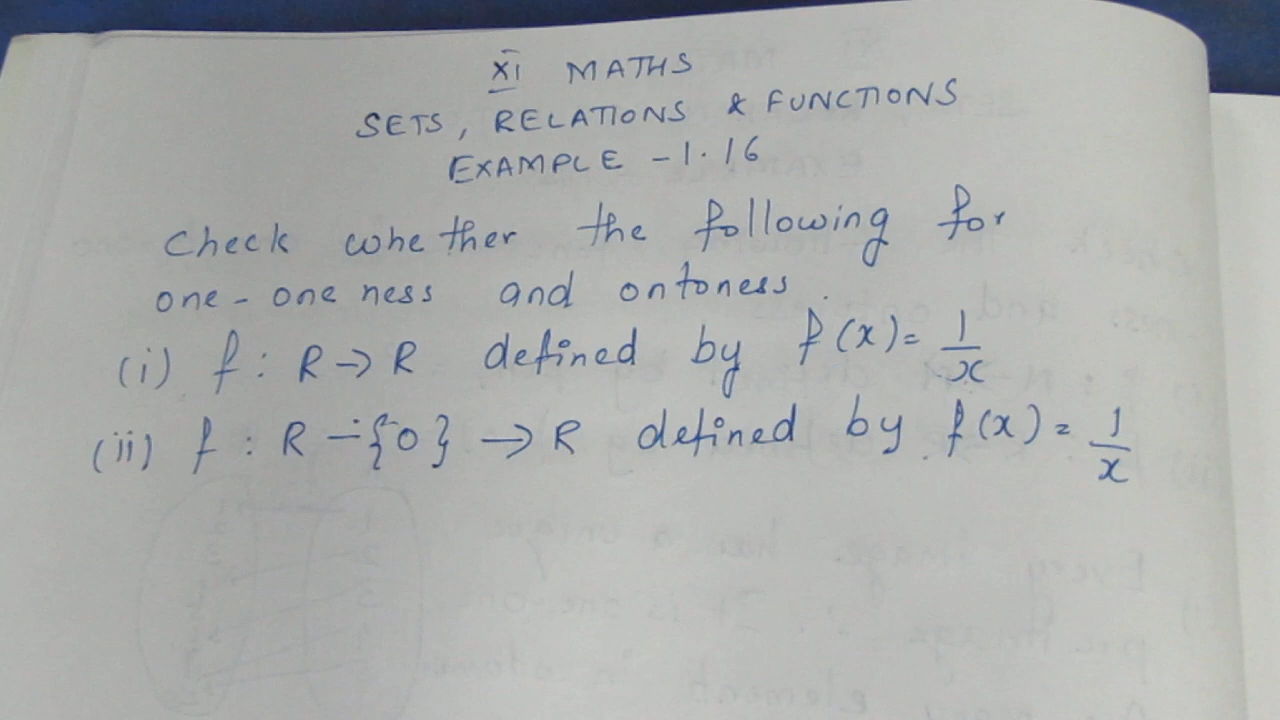 XI MATHS
SETS, RELATIONS & FUNCTIONS
EXAMPLE - 1.16
Check whether the following for
one-one ness and ontoness.
(i) f : R → R defined by f(x) = 1/x
(ii) f : R - {0} → R defined by f(x) = 1/x